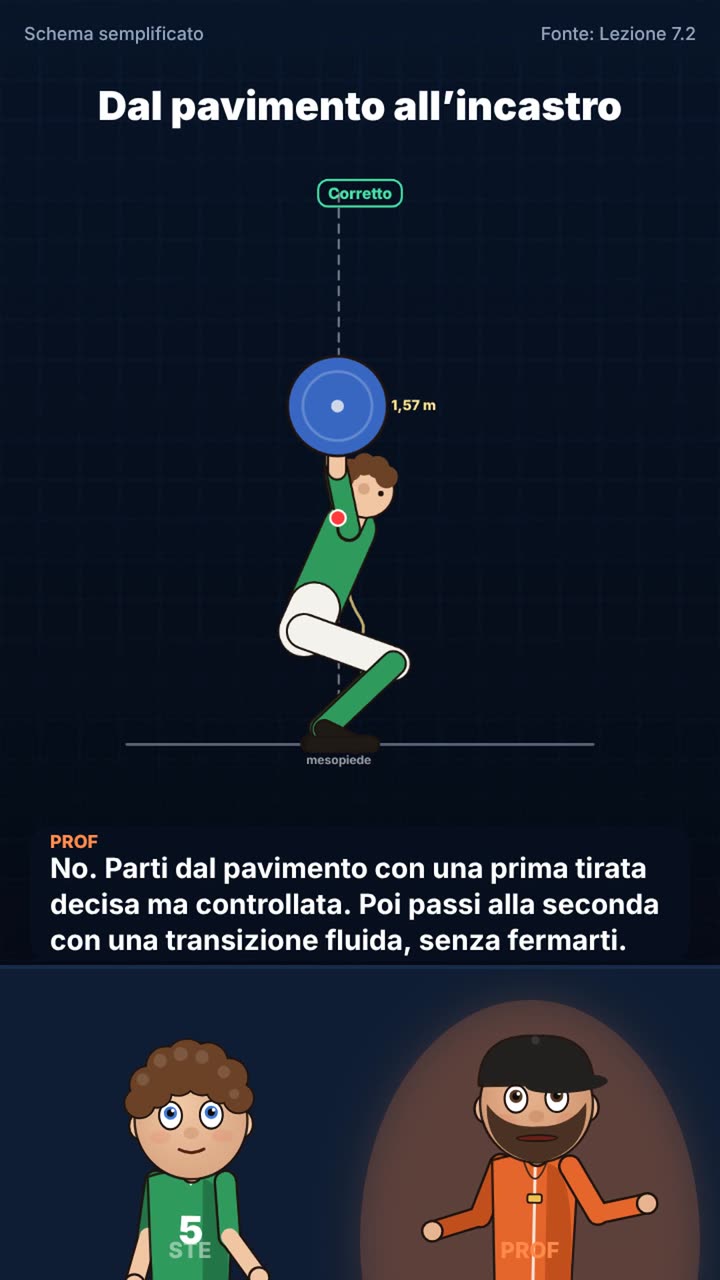 Schema semplificato
Fonte: Lezione 7.2
Dal pavimento all’incastro
Corretto
1,57 m
mesopiede
PROF
No. Parti dal pavimento con una prima tirata
decisa ma controllata. Poi passi alla seconda
con una transizione fluida, senza fermarti.
5
STE
PROF